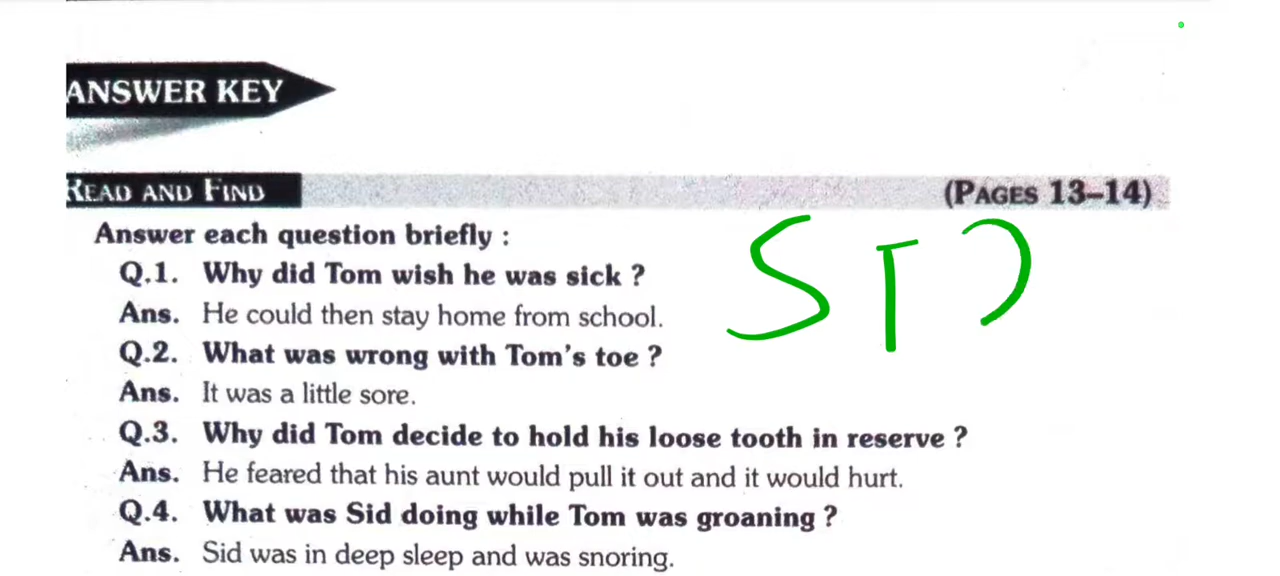 ANSWER KEY
READ AND FIND (PAGES 13–14)
Answer each question briefly :
Q.1. Why did Tom wish he was sick ?
Ans. He could then stay home from school.
Q.2. What was wrong with Tom's toe ?
Ans. It was a little sore.
Q.3. Why did Tom decide to hold his loose tooth in reserve ?
Ans. He feared that his aunt would pull it out and it would hurt.
Q.4. What was Sid doing while Tom was groaning ?
Ans. Sid was in deep sleep and was snoring.